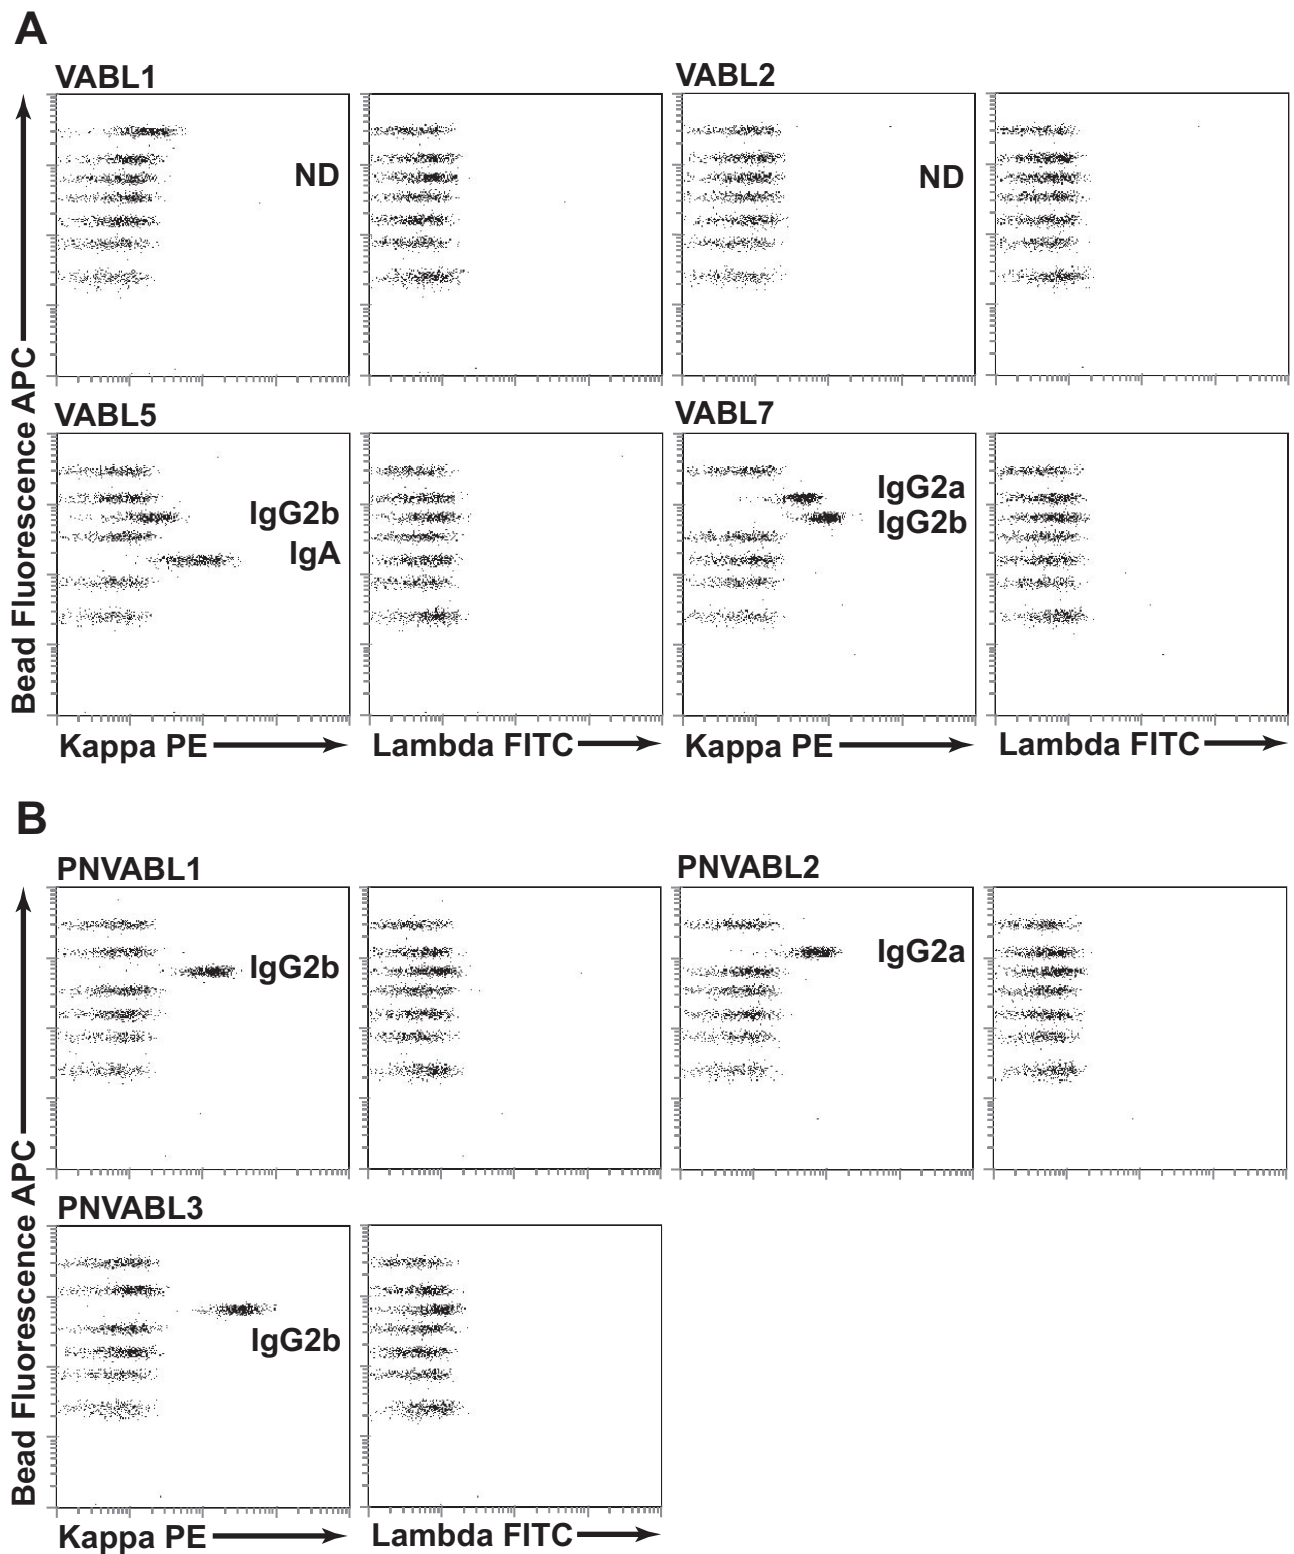 A
VABL1
VABL2
ND
ND
VABL5
VABL7
IgG2b
IgA
IgG2a
IgG2b
Bead Fluorescence APC
Kappa PE
Lambda FITC
Kappa PE
Lambda FITC
B
PNVABL1
PNVABL2
IgG2b
IgG2a
PNVABL3
IgG2b
Bead Fluorescence APC
Kappa PE
Lambda FITC